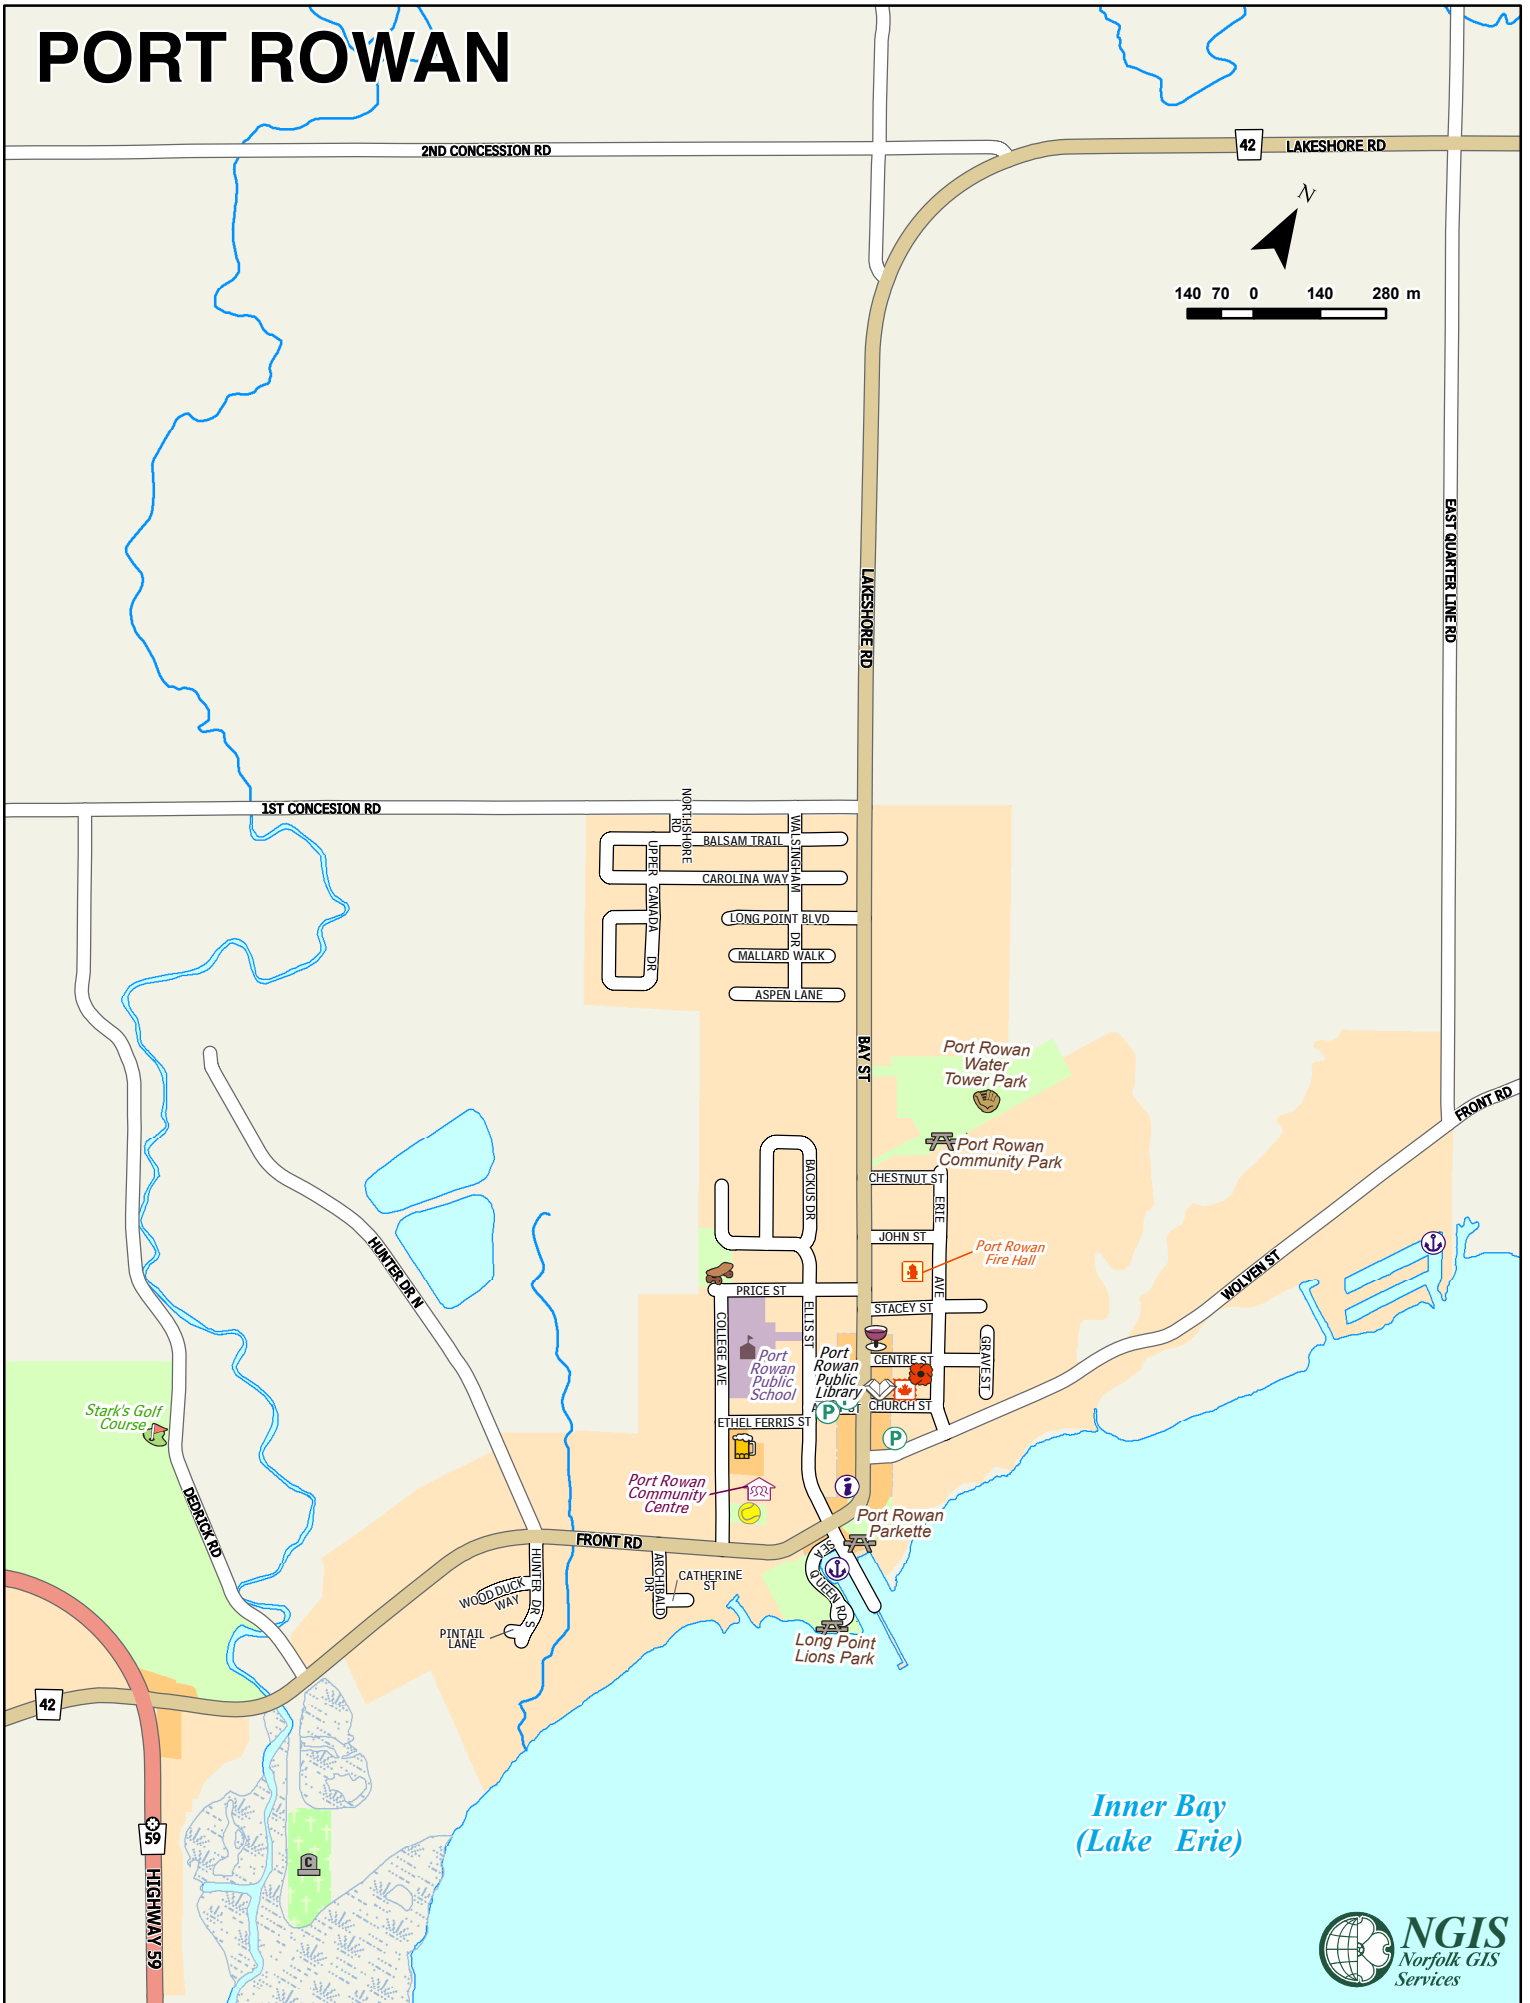 PORT ROWAN
2ND CONCESSION RD
42
LAKESHORE RD
N
140 70 0 140 280 m
EAST QUARTER LINE RD
LAKESHORE RD
1ST CONCESION RD
NORTHSHORE
RD
WALSINGHAM
DR
BALSAM TRAIL
UPPER CANADA DR
CAROLINA WAY
LONG POINT BLVD
MALLARD WALK
ASPEN LANE
BAY ST
Port Rowan
Water
Tower Park
Port Rowan
Community Park
FRONT RD
CHESTNUT ST
BACKUS DR
ERIE
AVE
JOHN ST
Port Rowan
Fire Hall
HUNTER DR N
WOLVEN ST
PRICE ST
STACEY ST
COLLEGE AVE
ELLIS ST
GRAVE ST
Port
Rowan
Public
School
Port
Rowan
Public
Library
CENTRE ST
CHURCH ST
P
ETHEL FERRIS ST
P
Stark's Golf
Course
Port Rowan
Community
Centre
i
DEDRICK RD
Port Rowan
Parkette
FRONT RD
SEA
QUEEN RD
HUNTER DR S
ARCHIBALD
DR
CATHERINE
ST
WOOD DUCK
WAY
PINTAIL
LANE
Long Point
Lions Park
42
59
HIGHWAY 59
C
Inner Bay
(Lake Erie)
NGIS
Norfolk GIS
Services